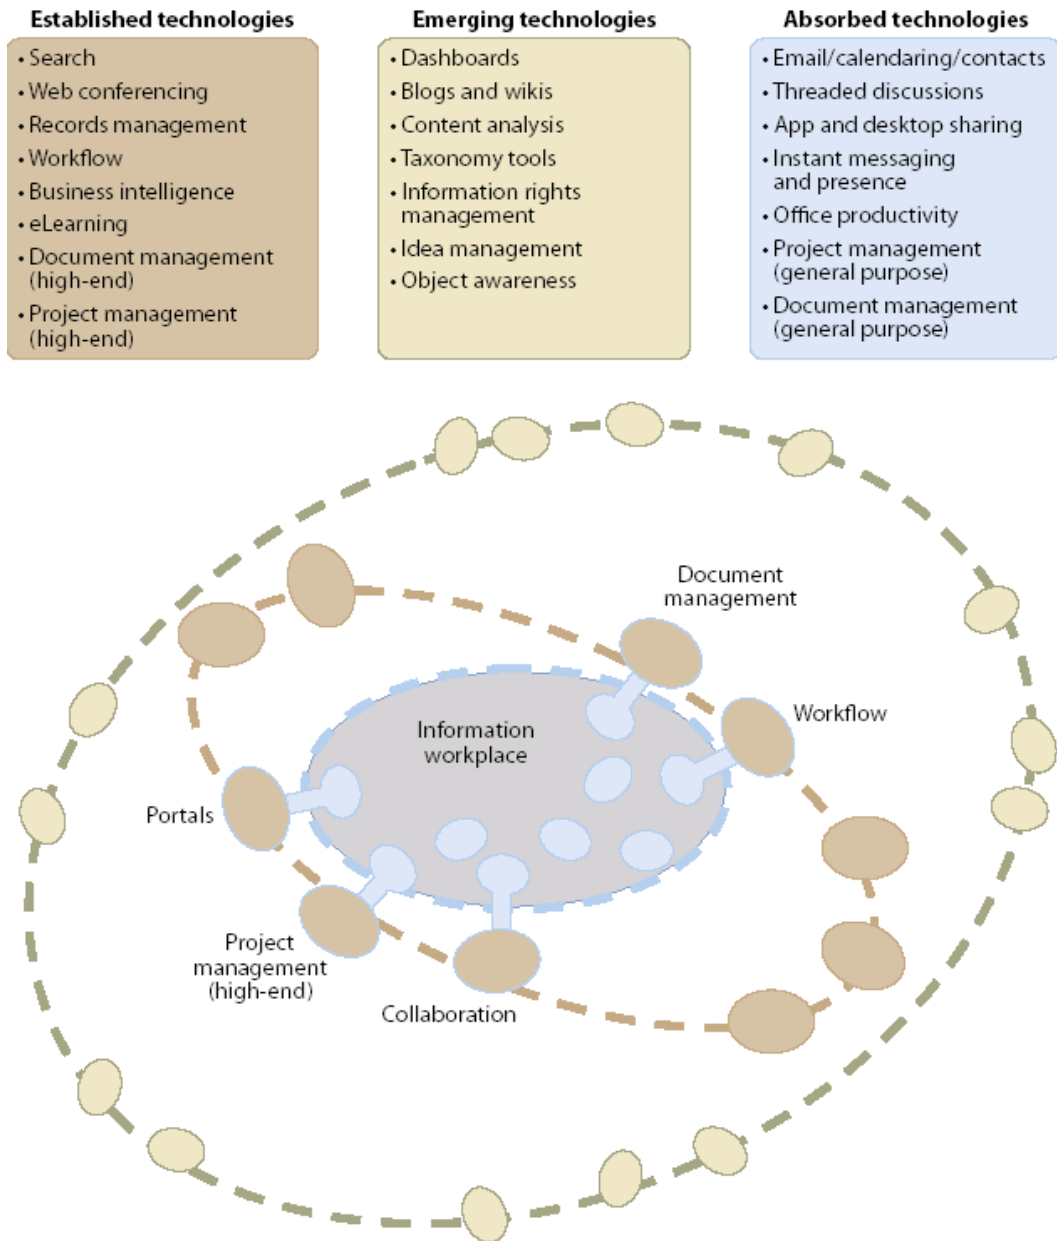 Established technologies
• Search
• Web conferencing
• Records management
• Workflow
• Business intelligence
• eLearning
• Document management
(high-end)
• Project management
(high-end)
Emerging technologies
• Dashboards
• Blogs and wikis
• Content analysis
• Taxonomy tools
• Information rights
management
• Idea management
• Object awareness
Absorbed technologies
• Email/calendaring/contacts
• Threaded discussions
• App and desktop sharing
• Instant messaging
and presence
• Office productivity
• Project management
(general purpose)
• Document management
(general purpose)
Document
management
Workflow
Information
workplace
Portals
Project
management
(high-end)
Collaboration